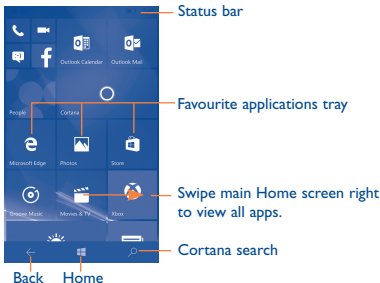 Status bar
Outlook Calendar
Outlook Mail
People
Cortana
Favourite applications tray
Microsoft Edge
Photos
Store
Swipe main Home screen right
to view all apps.
Groove Music
Movies & TV
Xbox
Cortana search
Back
Home